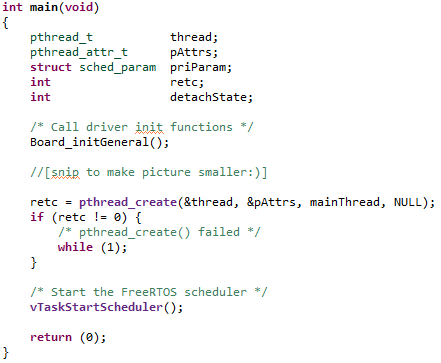 int main(void)
{
    pthread_t           thread;
    pthread_attr_t      pAttrs;
    struct sched_param  priParam;
    int                 retc;
    int                 detachState;

    /* Call driver init functions */
    Board_initGeneral();

    //[snip to make picture smaller:)]

    retc = pthread_create(&thread, &pAttrs, mainThread, NULL);
    if (retc != 0) {
        /* pthread_create() failed */
        while (1);
    }

    /* Start the FreeRTOS scheduler */
    vTaskStartScheduler();

    return (0);
}